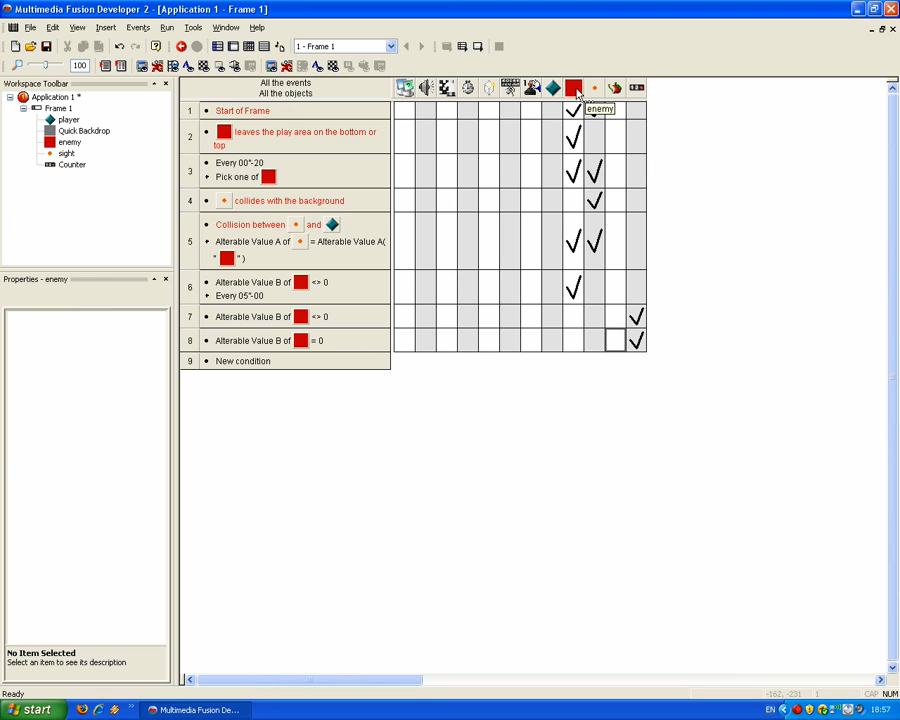 Multimedia Fusion Developer 2 - [Application 1 - Frame 1]
File Edit View Insert Events Run Tools Window Help
1 - Frame 1
100
Workspace Toolbar
Application 1 *
Frame 1
player
Quick Backdrop
enemy
sight
Counter
Properties - enemy
No Item Selected
Select an item to see its description
All the events
All the objects
enemy
1 • Start of Frame
2 • leaves the play area on the bottom or
top
3 • Every 00"-20
+ Pick one of
4 • collides with the background
5 • Collision between and
+ Alterable Value A of = Alterable Value A(
" ")
6 • Alterable Value B of <> 0
+ Every 05"-00
7 • Alterable Value B of <> 0
8 • Alterable Value B of = 0
9 • New condition
Ready
-162, -231 1 CAP NUM
start
Multimedia Fusion De...
EN
18:57